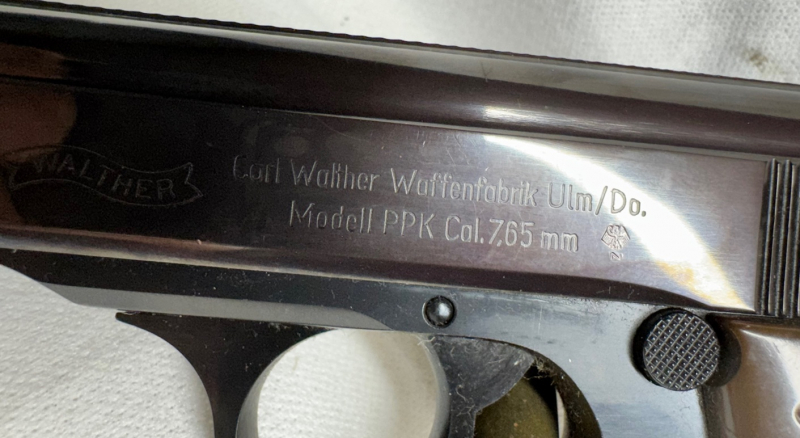 WALTHER
Carl Walther Waffenfabrik Ulm/Do.
Modell PPK Cal. 7,65 mm